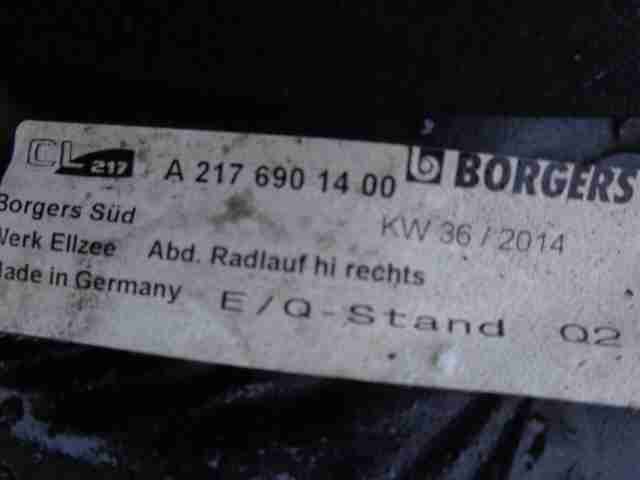 CL 217 A 217 690 14 00 BORGERS
Borgers Süd KW 36 / 2014
Werk Ellzee Abd. Radlauf hi rechts
Made in Germany E/Q-Stand Q2